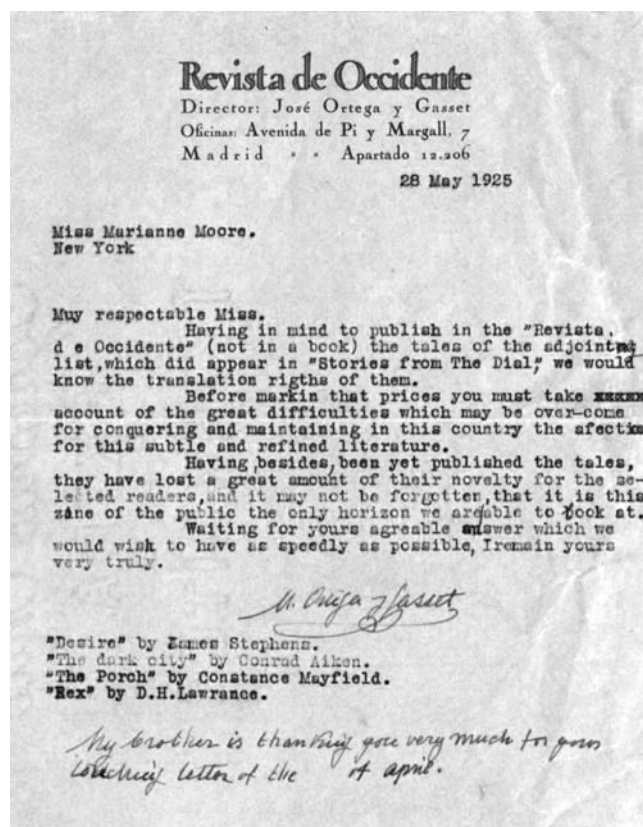 Revista de Occidente
Director: José Ortega y Gasset
Oficinas: Avenida de Pi y Margall, 7
Madrid * * Apartado 12.206
28 May 1925
Miss Marianne Moore.
New York
Muy respectable Miss.
Having in mind to publish in the "Revista.
d e Occidente" (not in a book) the tales of the adjointng
list,which did appear in "Stories from The Dial," we would
know the translation rigths of them.
Before markin that prices you must take xxxxx
account of the great difficulties which may be over-come
for conquering and maintaining in this country the afection
for this subtle and refined literature.
Having,besides,been yet published the tales,
they have lost a great amount of their novelty for the se-
lected readers,and it may not be forgotten,that it is this
zine of the public the only horizon we are able to look at.
Waiting for yours agreable answer which we
would wish to have as speedly as possible, Iremain yours
very truly.
M. Ortega y Gasset
"Desire" by James Stephens.
"The dark city" by Conrad Aiken.
"The Porch" by Constance Mayfield.
"Rex" by D.H.Lawrance.
My brother is thanking you very much for yours
touching letter of the of april.